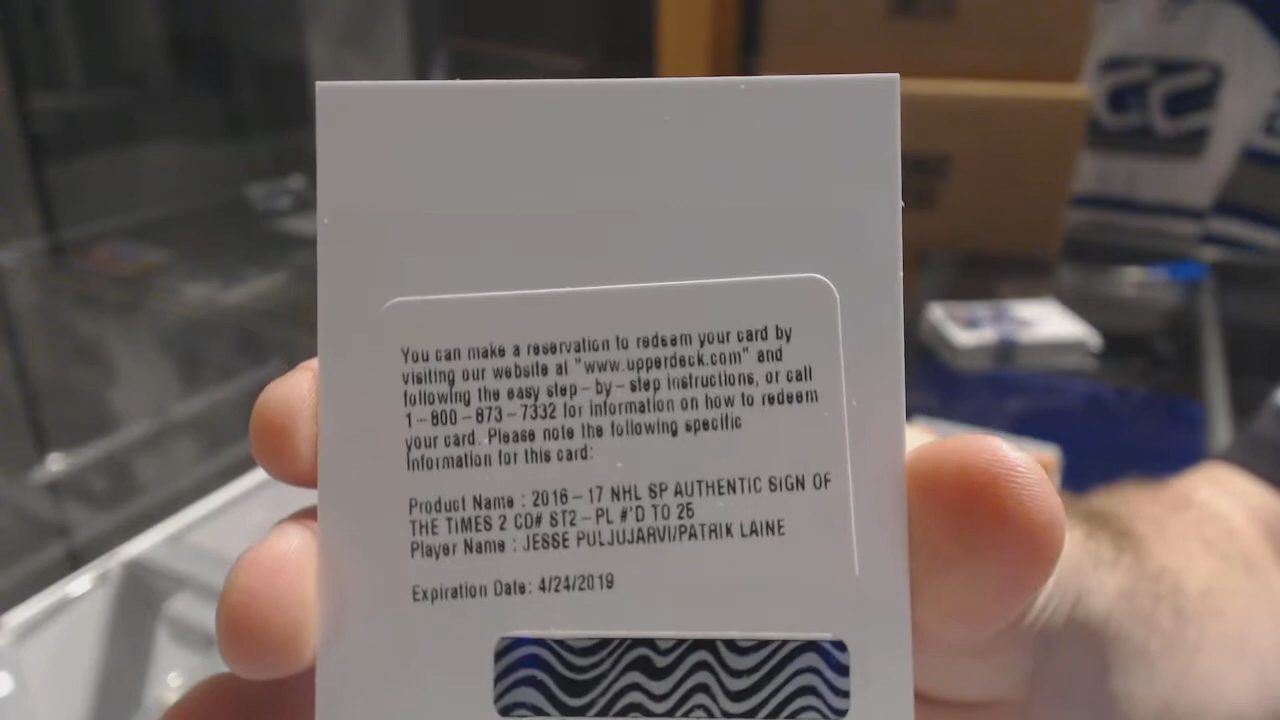 You can make a reservation to redeem your card by
visiting our website at "www.upperdeck.com" and
following the easy step-by-step instructions, or call
1-800-873-7332 for information on how to redeem
your card. Please note the following specific
information for this card:
Product Name : 2016-17 NHL SP AUTHENTIC SIGN OF
THE TIMES 2 CD# ST2-PL #'D TO 25
Player Name : JESSE PULJUJARVI/PATRIK LAINE
Expiration Date: 4/24/2019